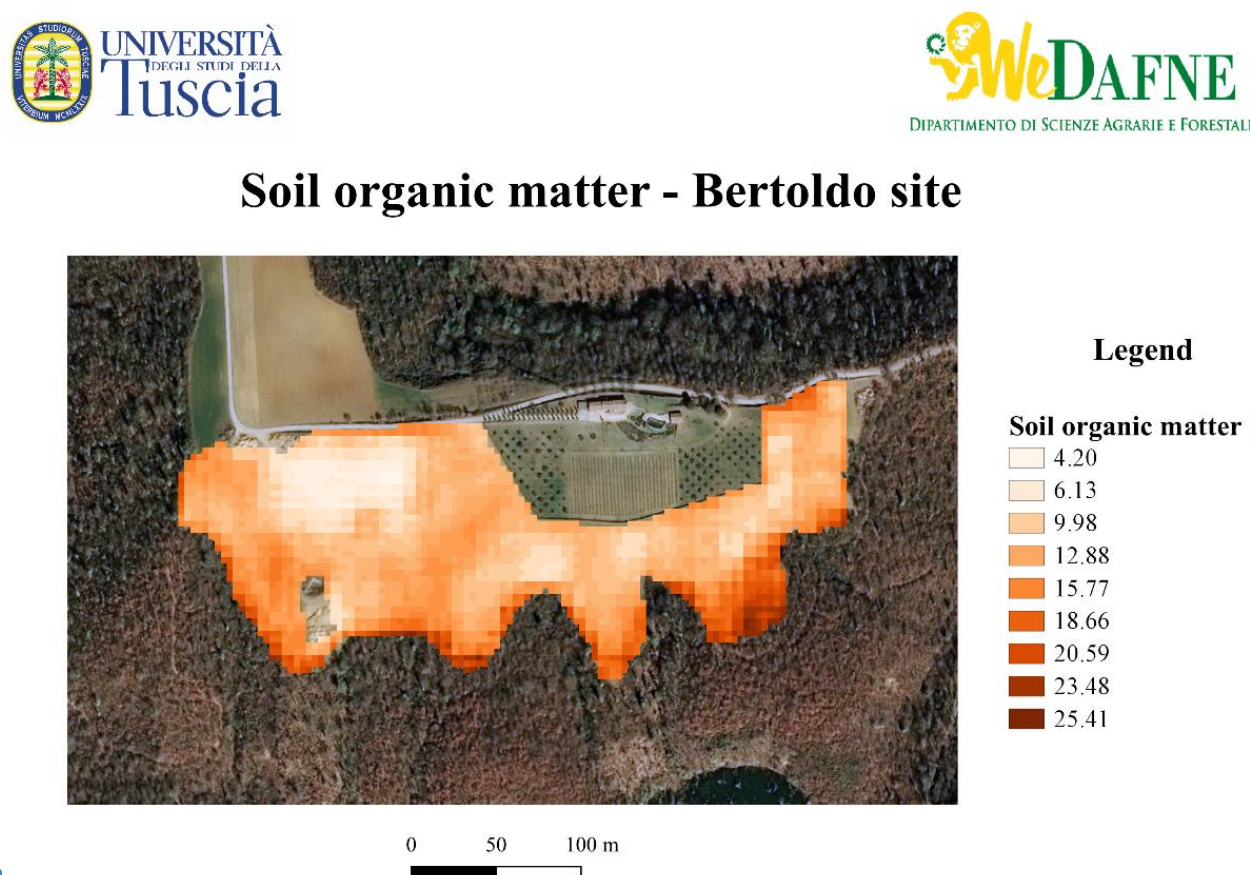 UNIVERSITÀ
DEGLI STUDI DELLA
Tuscia
WeDAFNE
DIPARTIMENTO DI SCIENZE AGRARIE E FORESTALI
Soil organic matter - Bertoldo site
Legend
Soil organic matter
4.20
6.13
9.98
12.88
15.77
18.66
20.59
23.48
25.41
0 50 100 m